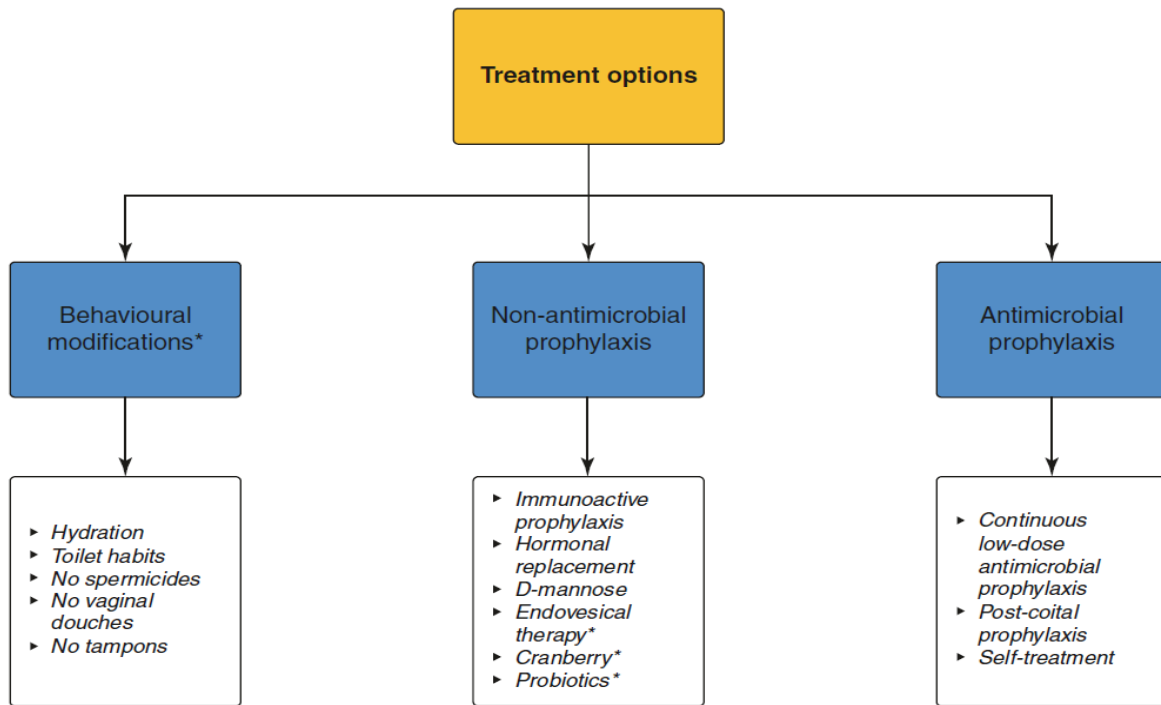 Treatment options
Behavioural
modifications*
Non-antimicrobial
prophylaxis
Antimicrobial
prophylaxis
▸ Hydration
▸ Toilet habits
▸ No spermicides
▸ No vaginal
douches
▸ No tampons
▸ Immunoactive
prophylaxis
▸ Hormonal
replacement
▸ D-mannose
▸ Endovesical
therapy*
▸ Cranberry*
▸ Probiotics*
▸ Continuous
low-dose
antimicrobial
prophylaxis
▸ Post-coital
prophylaxis
▸ Self-treatment